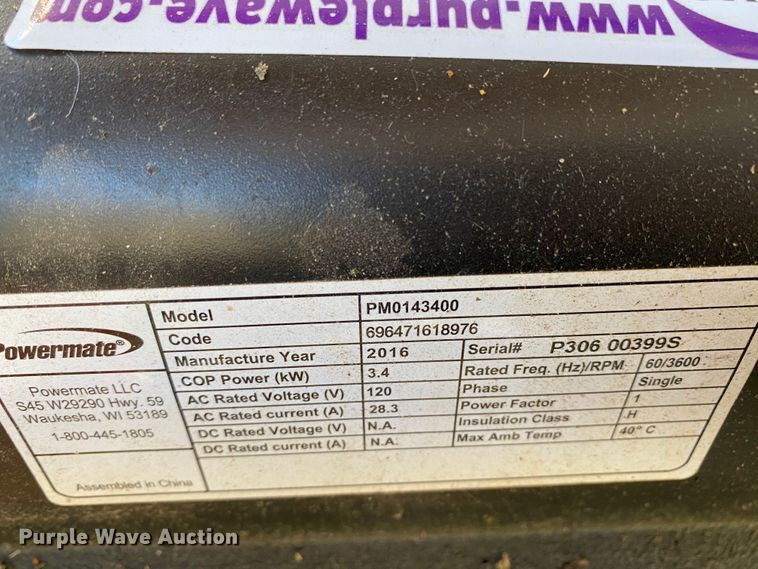 www.purplewave.com
Powermate
Powermate LLC
S45 W29290 Hwy. 59
Waukesha, WI 53189
1-800-445-1805
Assembled in China
Model PM0143400
Code 696471618976
Manufacture Year 2016 Serial# P306 00399S
COP Power (kW) 3.4 Rated Freq. (Hz)/RPM 60/3600
AC Rated Voltage (V) 120 Phase Single
AC Rated current (A) 28.3 Power Factor 1
DC Rated Voltage (V) N.A. Insulation Class H
DC Rated current (A) N.A. Max Amb Temp 40° C
Purple Wave Auction